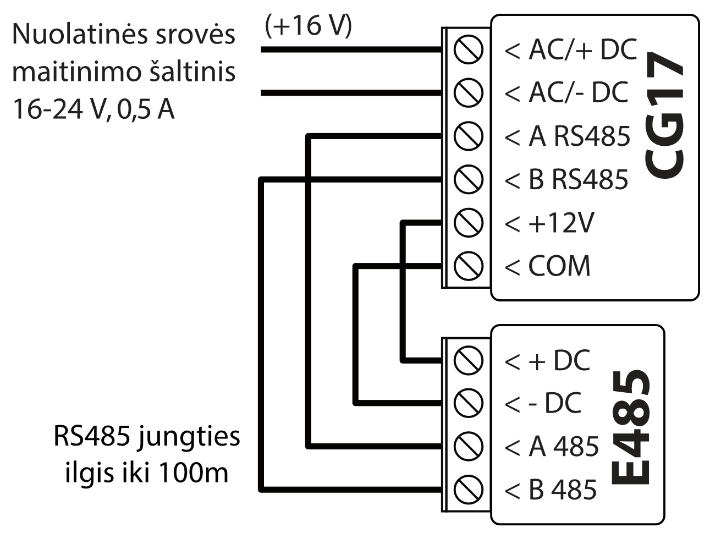 Nuolatinės srovės
maitinimo šaltinis
16-24 V, 0,5 A
(+16 V)
< AC/+ DC
< AC/- DC
< A RS485
< B RS485
< +12V
< COM
CG17
< + DC
< - DC
< A 485
< B 485
E485
RS485 jungties
ilgis iki 100m